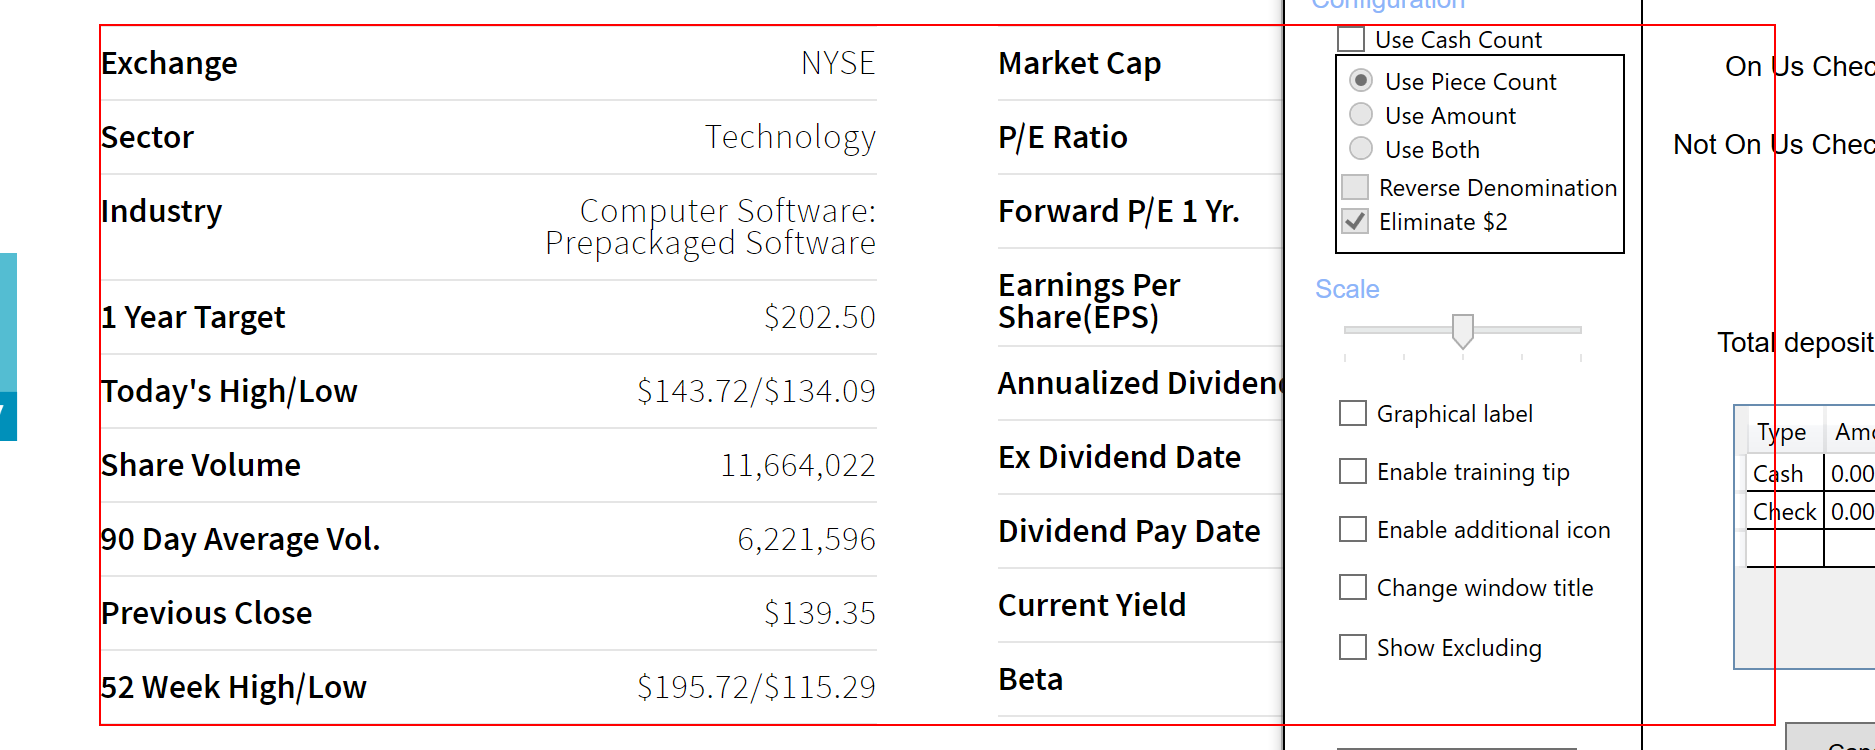 Configuration
Exchange NYSE
Sector Technology
Industry Computer Software:
Prepackaged Software
1 Year Target $202.50
Today's High/Low $143.72/$134.09
Share Volume 11,664,022
90 Day Average Vol. 6,221,596
Previous Close $139.35
52 Week High/Low $195.72/$115.29
Market Cap
P/E Ratio
Forward P/E 1 Yr.
Earnings Per
Share(EPS)
Annualized Dividend
Ex Dividend Date
Dividend Pay Date
Current Yield
Beta
Use Cash Count
Use Piece Count
Use Amount
Use Both
Reverse Denomination
Eliminate $2
Scale
Graphical label
Enable training tip
Enable additional icon
Change window title
Show Excluding
On Us Chec
Not On Us Chec
Total deposit
Type Amo
Cash 0.00
Check 0.00